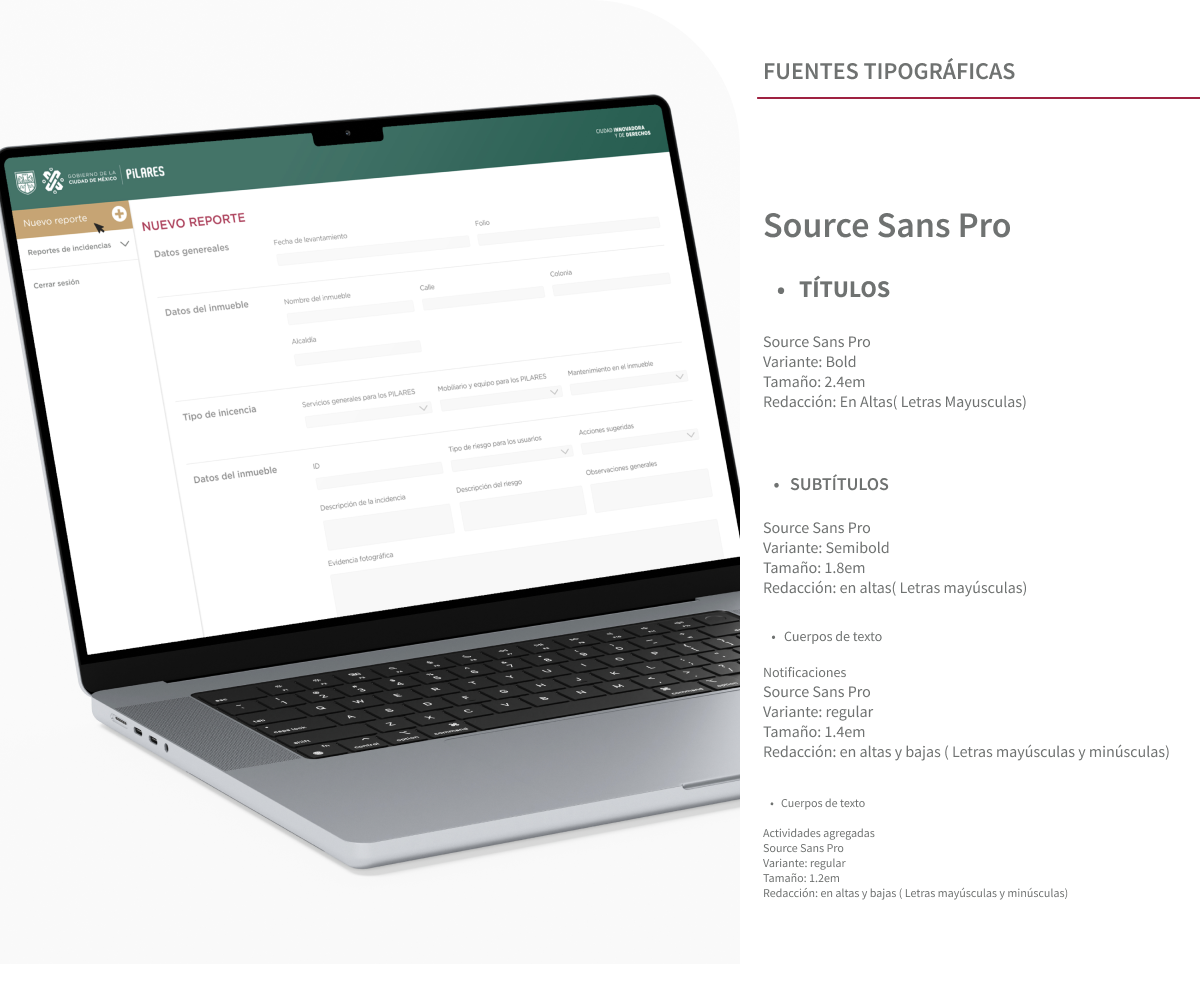 FUENTES TIPOGRÁFICAS
Source Sans Pro
• TÍTULOS
Source Sans Pro
Variante: Bold
Tamaño: 2.4em
Redacción: En Altas( Letras Mayusculas)
• SUBTÍTULOS
Source Sans Pro
Variante: Semibold
Tamaño: 1.8em
Redacción: en altas( Letras mayúsculas)
• Cuerpos de texto
Notificaciones
Source Sans Pro
Variante: regular
Tamaño: 1.4em
Redacción: en altas y bajas ( Letras mayúsculas y minúsculas)
• Cuerpos de texto
Actividades agregadas
Source Sans Pro
Variante: regular
Tamaño: 1.2em
Redacción: en altas y bajas ( Letras mayúsculas y minúsculas)
GOBIERNO DE LA
CIUDAD DE MÉXICO
PILARES
CIUDAD INNOVADORA
Y DE DERECHOS
Nuevo reporte
Reportes de incidencias
Cerrar sesión
NUEVO REPORTE
Datos genereales
Fecha de levantamiento
Folio
Datos del inmueble
Nombre del inmueble
Calle
Colonia
Alcaldía
Tipo de inicencia
Servicios generales para los PILARES
Mobiliario y equipo para los PILARES
Mantenimiento en el inmueble
Datos del inmueble
ID
Tipo de riesgo para los usuarios
Acciones sugeridas
Descripción de la incidencia
Descripción del riesgo
Observaciones generales
Evidencia fotográfica